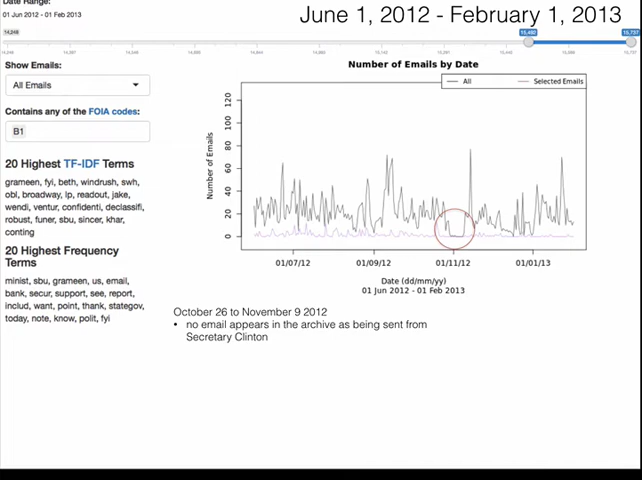 Date Range:
June 1, 2012 - February 1, 2013
01 Jun 2012 - 01 Feb 2013
14,248
15,492
15,737
Show Emails:
All Emails
Contains any of the FOIA codes:
B1
20 Highest TF-IDF Terms
grameen, fyi, beth, windrush, swh,
obl, broadway, lp, readout, jake,
wendi, ventur, confidenti, declassifi,
robust, funer, sbu, sincer, khar,
conting
20 Highest Frequency
Terms
minist, sbu, grameen, us, email,
bank, secur, support, see, report,
includ, want, point, thank, stategov,
today, note, know, polit, fyi
Number of Emails by Date
All
Selected Emails
Number of Emails
120
100
80
60
40
20
0
01/07/12
01/09/12
01/11/12
01/01/13
Date (dd/mm/yy)
01 Jun 2012 - 01 Feb 2013
October 26 to November 9 2012
• no email appears in the archive as being sent from
Secretary Clinton